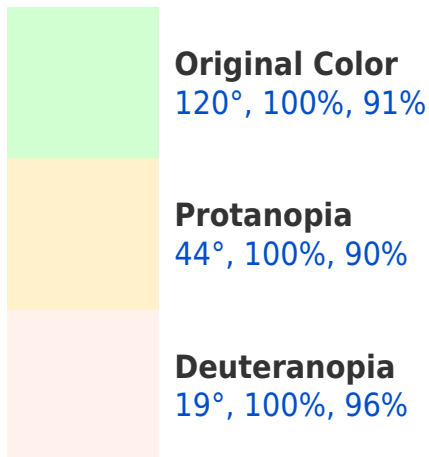 Original Color
120°, 100%, 91%
Protanopia
44°, 100%, 90%
Deuteranopia
19°, 100%, 96%